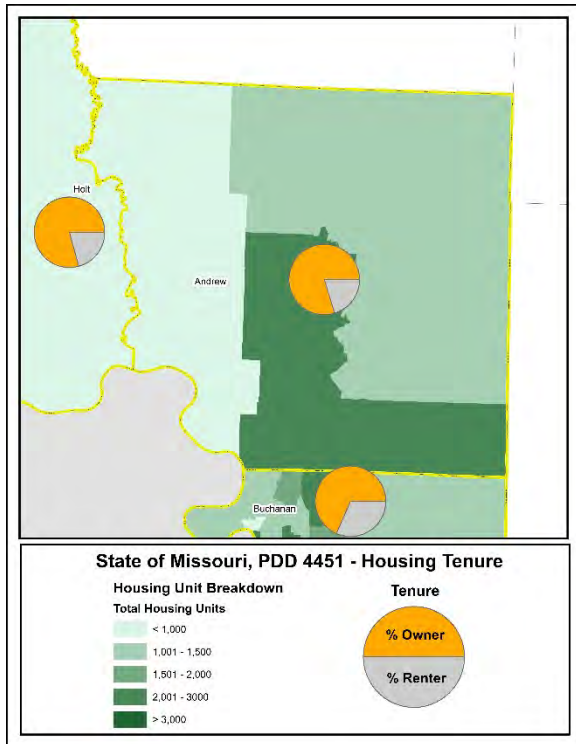 Holt
Andrew
Buchanan
State of Missouri, PDD 4451 - Housing Tenure
Housing Unit Breakdown
Total Housing Units
< 1,000
1,001 - 1,500
1,501 - 2,000
2,001 - 3000
> 3,000
Tenure
% Owner
% Renter